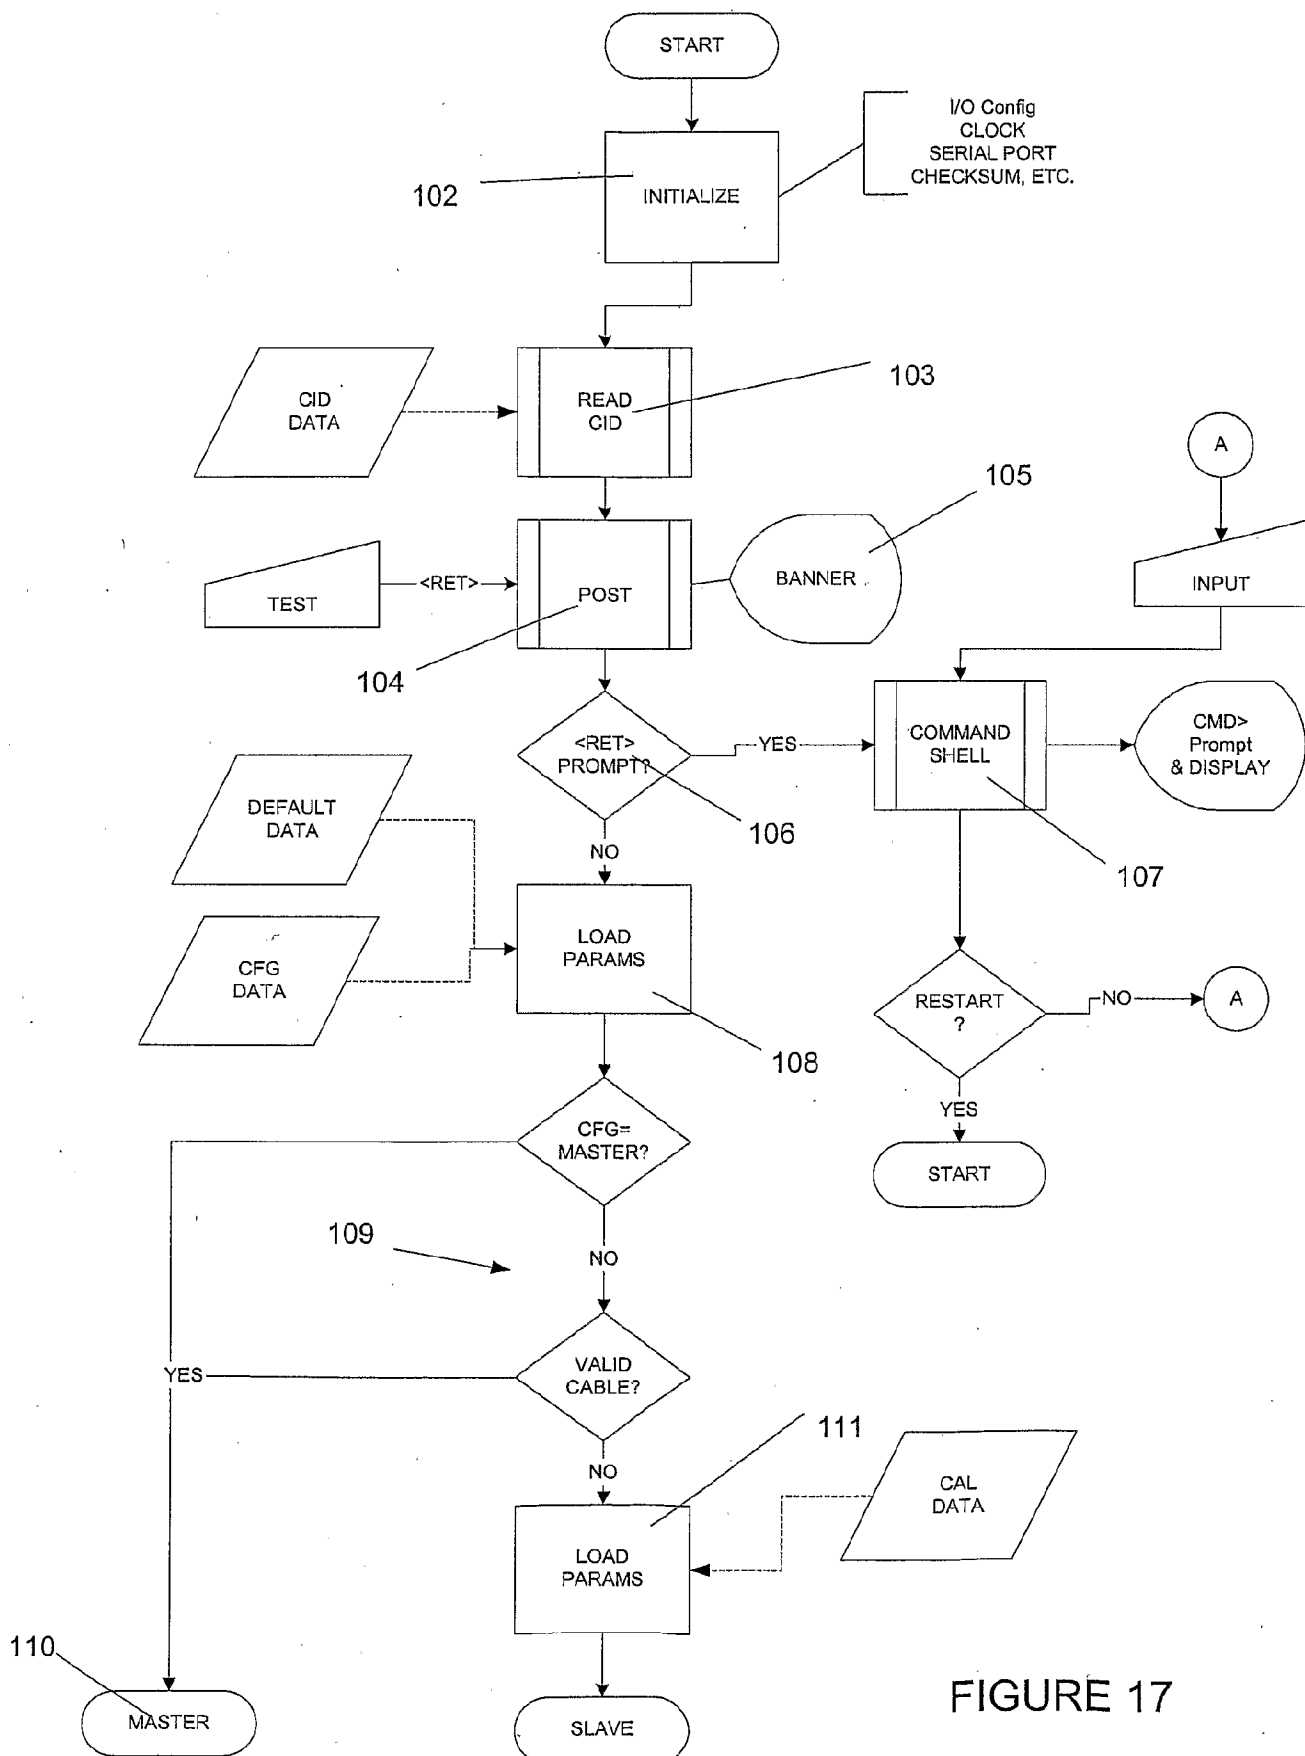 START
I/O Config
CLOCK
SERIAL PORT
CHECKSUM, ETC.
102
INITIALIZE
CID
DATA
READ
CID
103
A
105
TEST
<RET>
POST
BANNER
INPUT
104
<RET>
PROMPT?
YES
COMMAND
SHELL
CMD>
Prompt
& DISPLAY
DEFAULT
DATA
106
NO
107
CFG
DATA
LOAD
PARAMS
RESTART
?
NO
A
108
YES
CFG=
MASTER?
START
109
NO
YES
VALID
CABLE?
111
NO
CAL
DATA
LOAD
PARAMS
110
MASTER
SLAVE
FIGURE 17